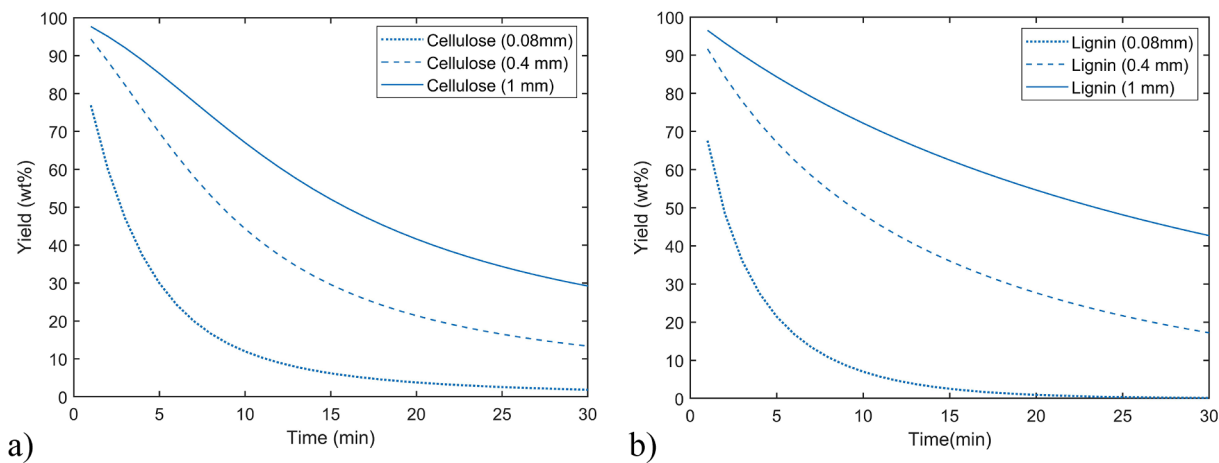 100
90
80
70
60
50
40
30
20
10
0
Yield (wt%)
Cellulose (0.08mm)
Cellulose (0.4 mm)
Cellulose (1 mm)
0 5 10 15 20 25 30
Time (min)
a)
100
90
80
70
60
50
40
30
20
10
0
Yield (wt%)
Lignin (0.08mm)
Lignin (0.4 mm)
Lignin (1 mm)
0 5 10 15 20 25 30
Time(min)
b)